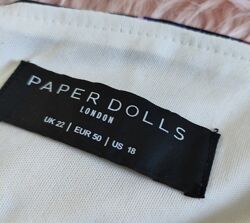 PAPER DOLLS
LONDON
UK 22 | EUR 50 | US 18